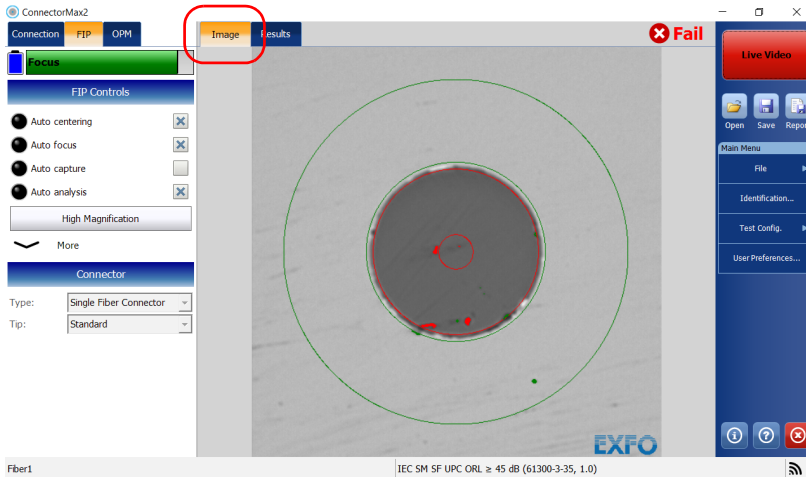 ConnectorMax2
Connection FIP OPM
Image Results
Fail
Focus
FIP Controls
Auto centering
Auto focus
Auto capture
Auto analysis
High Magnification
More
Connector
Type: Single Fiber Connector
Tip: Standard
EXFO
Live Video
Open Save Repor
Main Menu
File
Identification...
Test Config.
User Preferences...
Fiber1
IEC SM SF UPC ORL ≥ 45 dB (61300-3-35, 1.0)